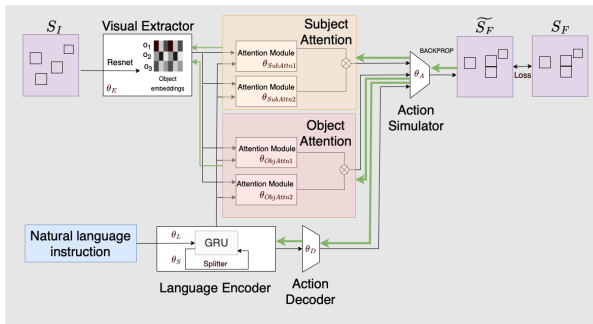 S_I
Visual Extractor
Resnet
o1
o2
o3
Object
embeddings
θ_E
Subject
Attention
Attention Module
θ_SubAttn1
Attention Module
θ_SubAttn2
Object
Attention
Attention Module
θ_ObjAttn1
Attention Module
θ_ObjAttn2
BACKPROP
θ_A
Action
Simulator
S̃_F
Loss
S_F
Natural language
instruction
θ_L
GRU
θ_S
Splitter
Language Encoder
θ_D
Action
Decoder